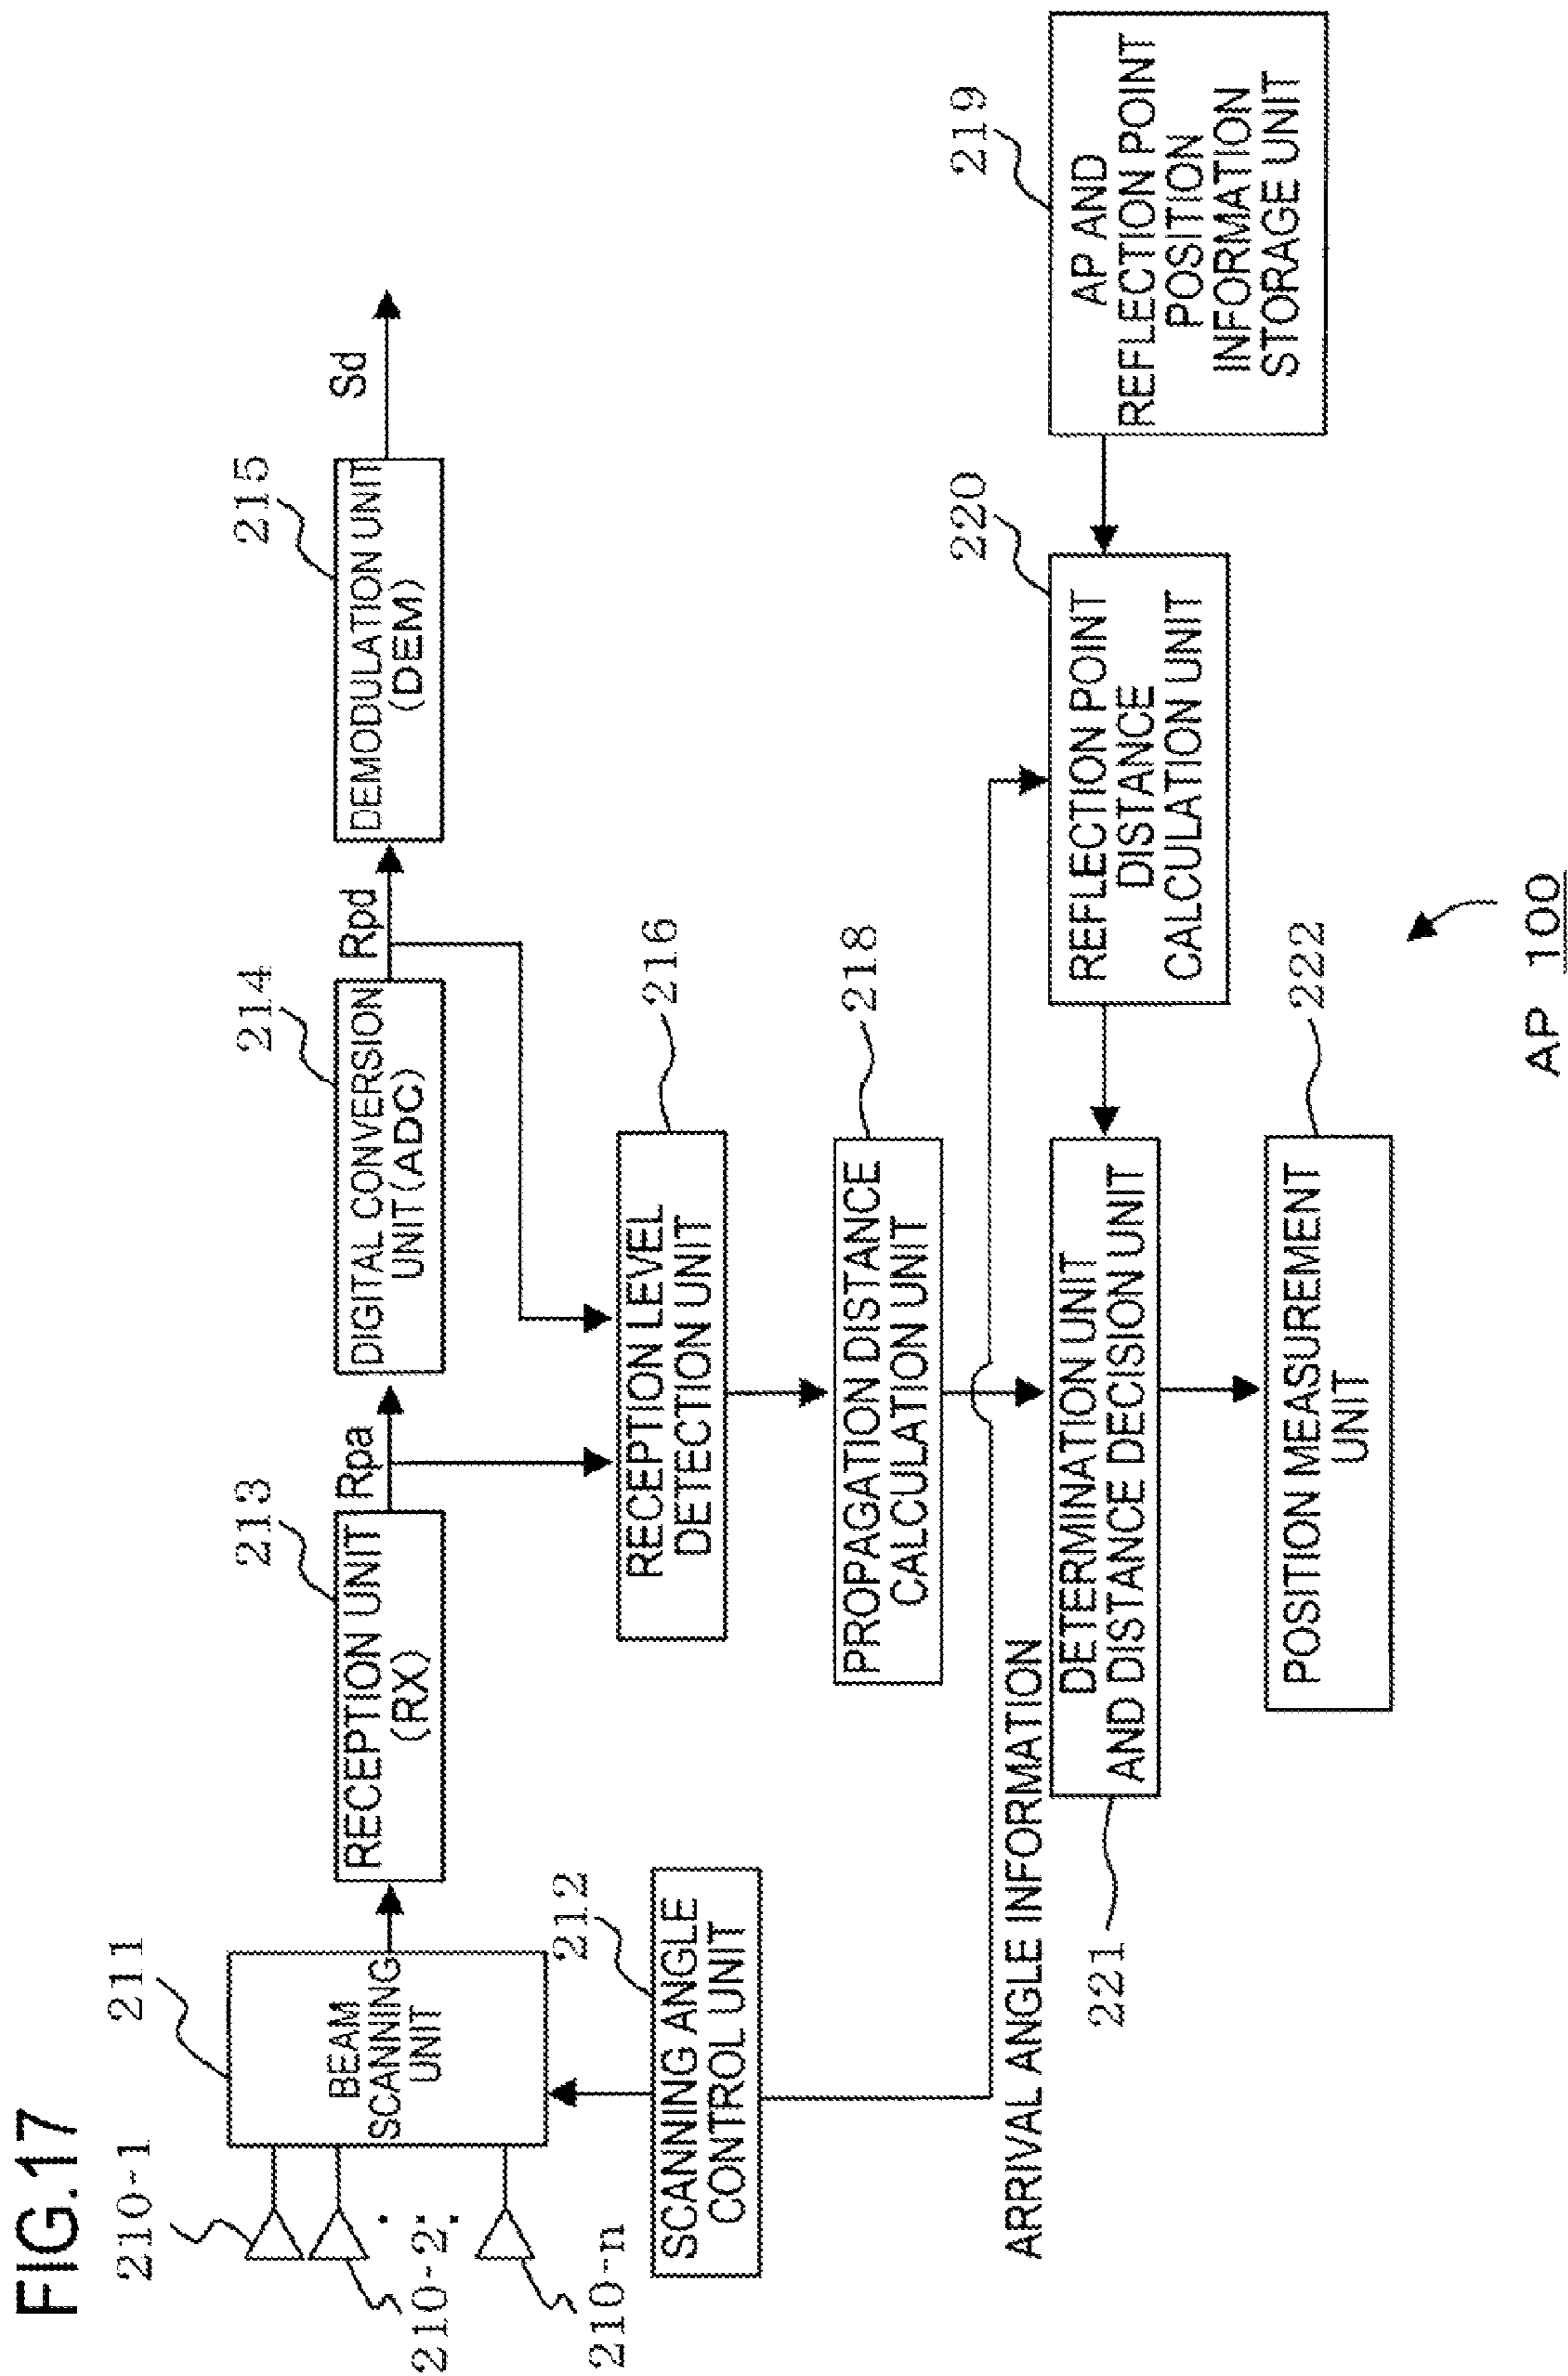 FIG.17
210-1
210-2
210-n
211
BEAM
SCANNING
UNIT
212
SCANNING ANGLE
CONTROL UNIT
213
RECEPTION UNIT
(RX)
Rpa
214
DIGITAL CONVERSION
UNIT(ADC)
Rpd
215
DEMODULATION UNIT
(DEM)
Sd
216
RECEPTION LEVEL
DETECTION UNIT
218
PROPAGATION DISTANCE
CALCULATION UNIT
ARRIVAL ANGLE INFORMATION
221
DETERMINATION UNIT
AND DISTANCE DECISION UNIT
220
REFLECTION POINT
DISTANCE
CALCULATION UNIT
219
AP AND
REFLECTION POINT
POSITION
INFORMATION
STORAGE UNIT
222
POSITION MEASUREMENT
UNIT
AP 100